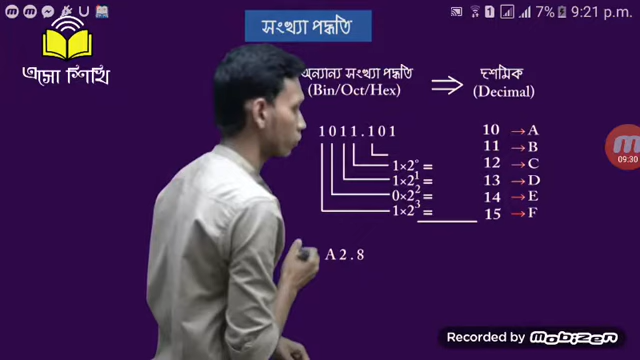 7% 9:21 p.m.
সংখ্যা পদ্ধতি
এসো শিখি
অন্যান্য সংখ্যা পদ্ধতি ⇒ দশমিক
(Bin/Oct/Hex) (Decimal)
1011.101
1×2⁰ =
1×2¹ =
0×2² =
1×2³ =
10 → A
11 → B
12 → C
13 → D
14 → E
15 → F
09:30
A2.8
Recorded by mobizen